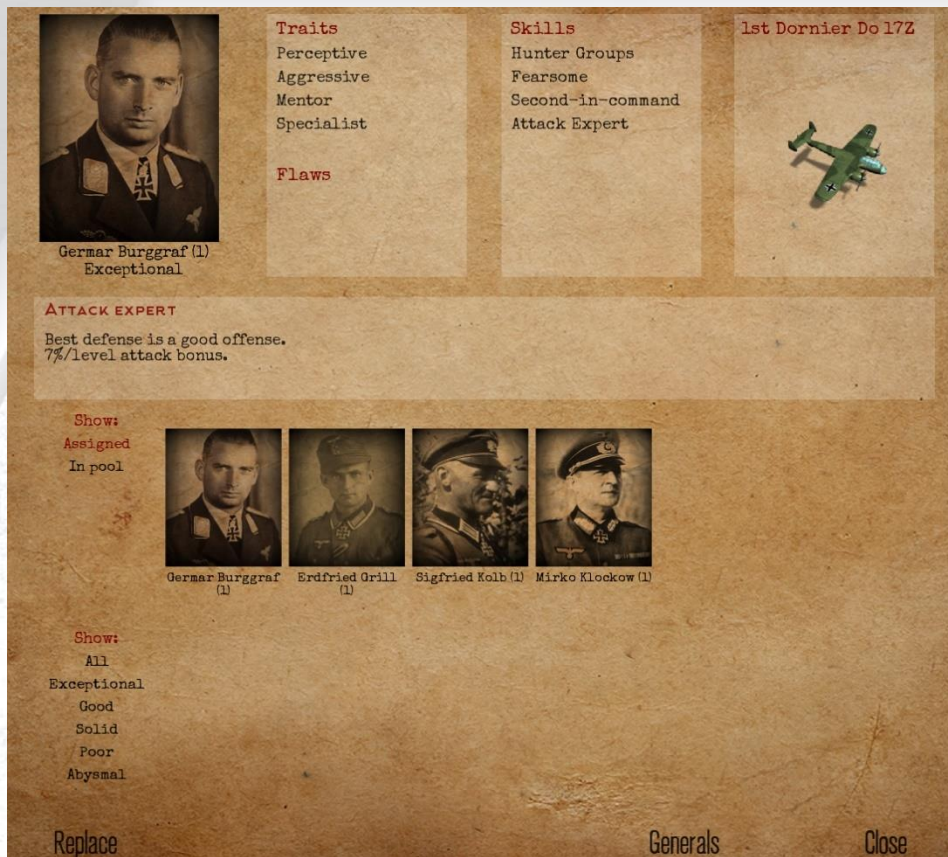 Traits
Perceptive
Aggressive
Mentor
Specialist
Flaws
Skills
Hunter Groups
Fearsome
Second-in-command
Attack Expert
1st Dornier Do 17Z
Germar Burggraf (1)
Exceptional
ATTACK EXPERT
Best defense is a good offense.
7%/level attack bonus.
Show:
Assigned
In pool
Germar Burggraf
(1)
Erdfried Grill
(1)
Sigfried Kolb (1)
Mirko Klockow (1)
Show:
All
Exceptional
Good
Solid
Poor
Abysmal
Replace
Generals
Close